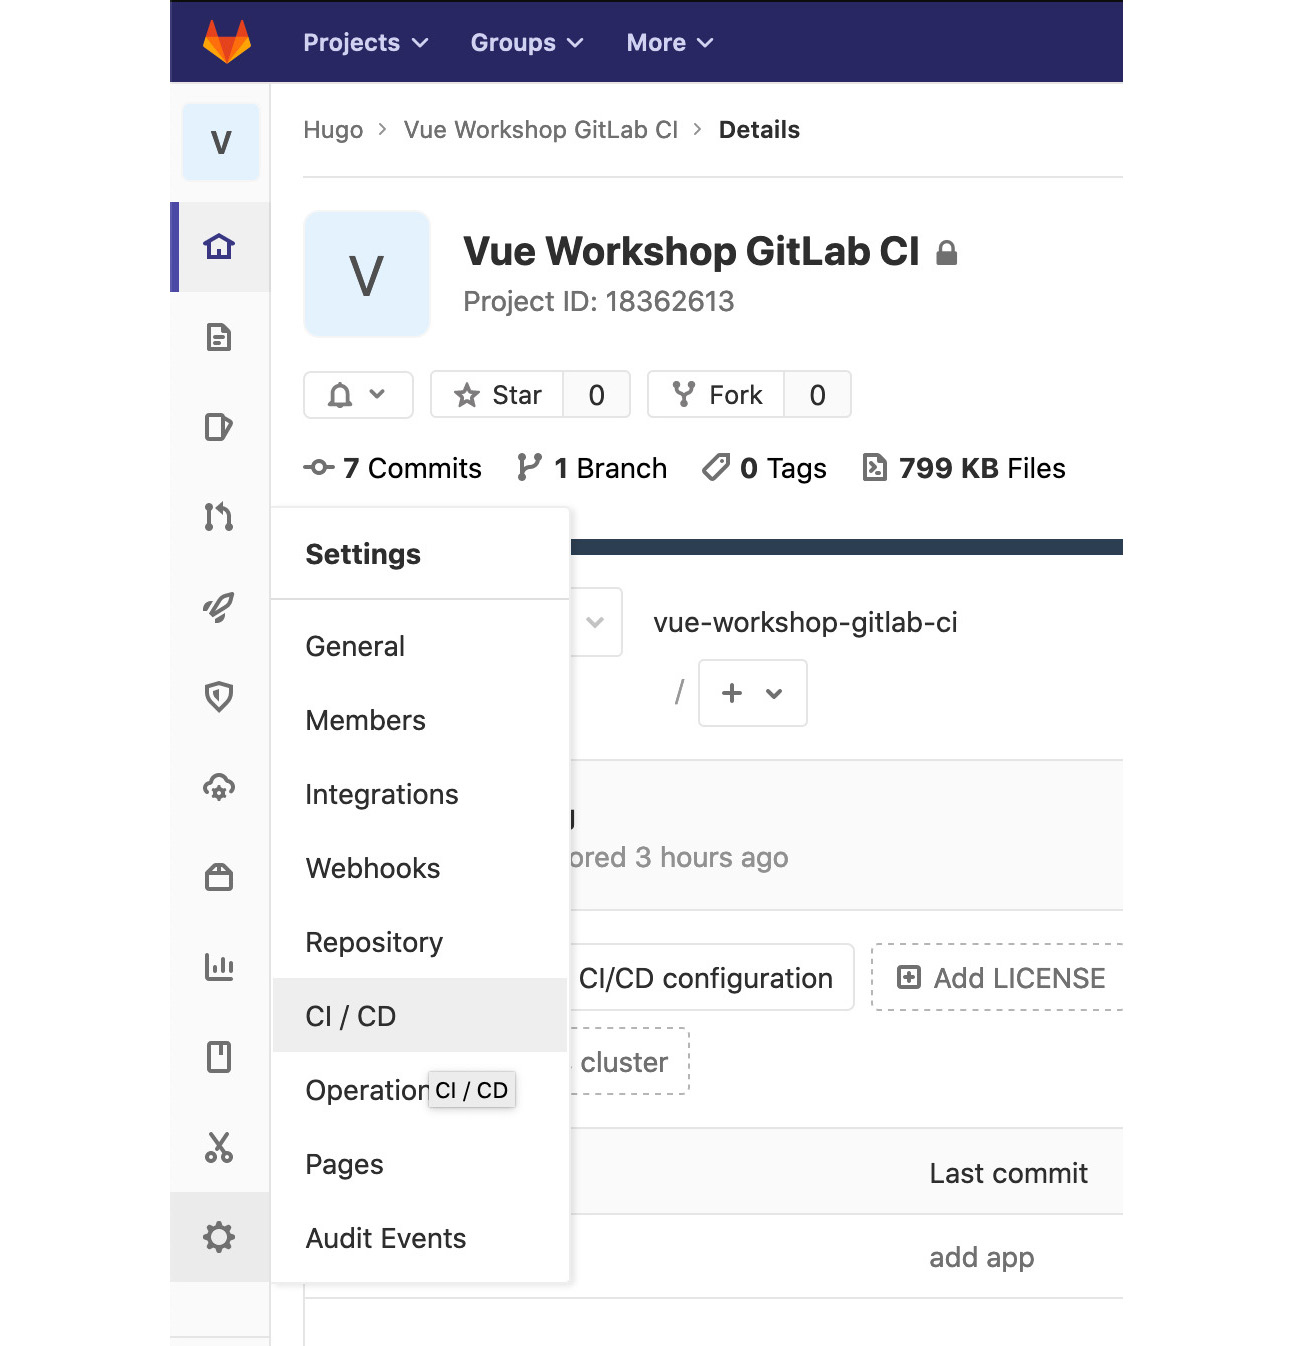 Projects Groups More
V
Hugo > Vue Workshop GitLab CI > Details
V
Vue Workshop GitLab CI
Project ID: 18362613
Star 0 Fork 0
7 Commits 1 Branch 0 Tags 799 KB Files
Settings
General
Members
Integrations
Webhooks
Repository
CI / CD
CI / CD
Pages
Audit Events
vue-workshop-gitlab-ci
/ +
3 hours ago
CI/CD configuration Add LICENSE
cluster
Last commit
add app